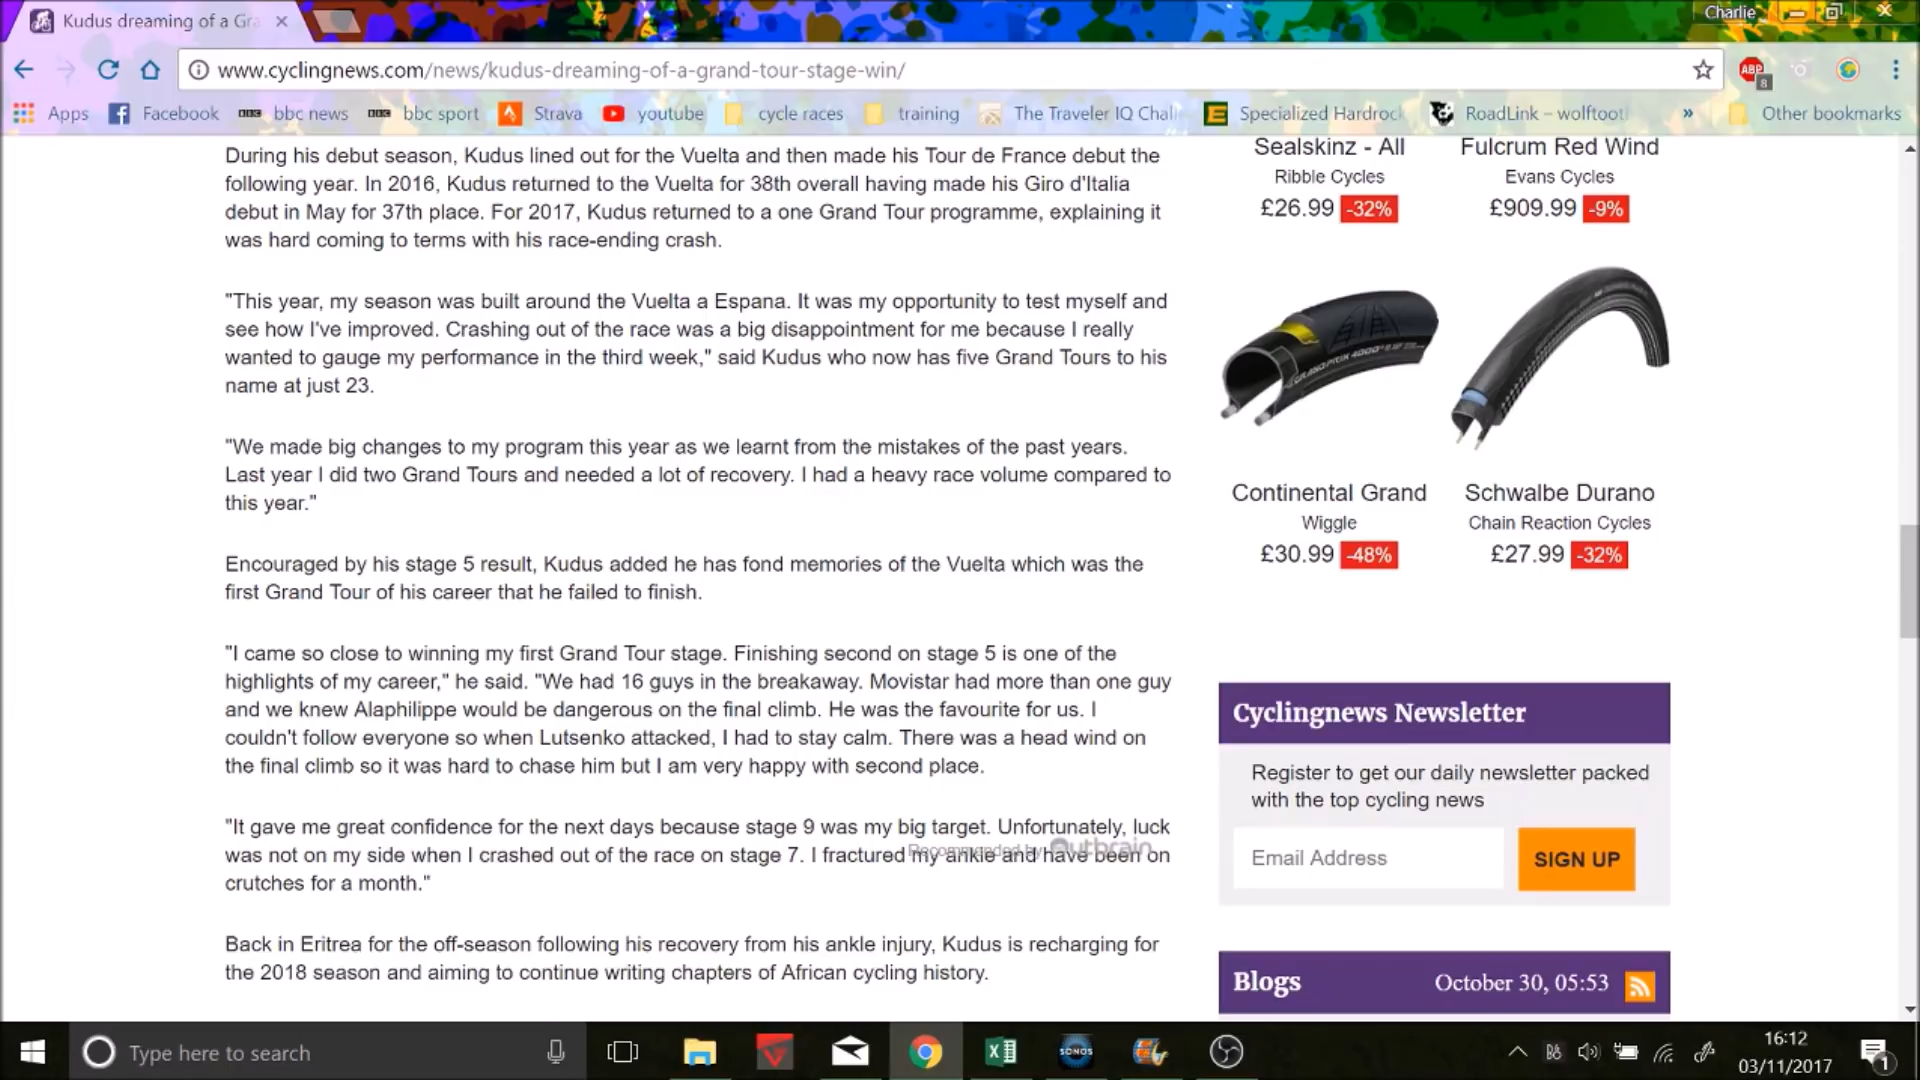 Kudus dreaming of a Gra
Charlie
www.cyclingnews.com/news/kudus-dreaming-of-a-grand-tour-stage-win/
ABP
8
Apps
Facebook
bbc news
bbc sport
Strava
youtube
cycle races
training
The Traveler IQ Chall
Specialized Hardrock
RoadLink – wolftooth
»
Other bookmarks
During his debut season, Kudus lined out for the Vuelta and then made his Tour de France debut the
following year. In 2016, Kudus returned to the Vuelta for 38th overall having made his Giro d'Italia
debut in May for 37th place. For 2017, Kudus returned to a one Grand Tour programme, explaining it
was hard coming to terms with his race-ending crash.
"This year, my season was built around the Vuelta a Espana. It was my opportunity to test myself and
see how I've improved. Crashing out of the race was a big disappointment for me because I really
wanted to gauge my performance in the third week," said Kudus who now has five Grand Tours to his
name at just 23.
"We made big changes to my program this year as we learnt from the mistakes of the past years.
Last year I did two Grand Tours and needed a lot of recovery. I had a heavy race volume compared to
this year."
Encouraged by his stage 5 result, Kudus added he has fond memories of the Vuelta which was the
first Grand Tour of his career that he failed to finish.
"I came so close to winning my first Grand Tour stage. Finishing second on stage 5 is one of the
highlights of my career," he said. "We had 16 guys in the breakaway. Movistar had more than one guy
and we knew Alaphilippe would be dangerous on the final climb. He was the favourite for us. I
couldn't follow everyone so when Lutsenko attacked, I had to stay calm. There was a head wind on
the final climb so it was hard to chase him but I am very happy with second place.
"It gave me great confidence for the next days because stage 9 was my big target. Unfortunately, luck
was not on my side when I crashed out of the race on stage 7. I fractured my ankle and have been on
crutches for a month."
Recommended by Outbrain
Back in Eritrea for the off-season following his recovery from his ankle injury, Kudus is recharging for
the 2018 season and aiming to continue writing chapters of African cycling history.
Sealskinz - All
Ribble Cycles
£26.99 -32%
Fulcrum Red Wind
Evans Cycles
£909.99 -9%
GRAND PRIX 4000
Continental Grand
Wiggle
£30.99 -48%
Schwalbe Durano
Chain Reaction Cycles
£27.99 -32%
Cyclingnews Newsletter
Register to get our daily newsletter packed
with the top cycling news
Email Address
SIGN UP
Blogs
October 30, 05:53
Type here to search
SONOS
16:12
03/11/2017
1